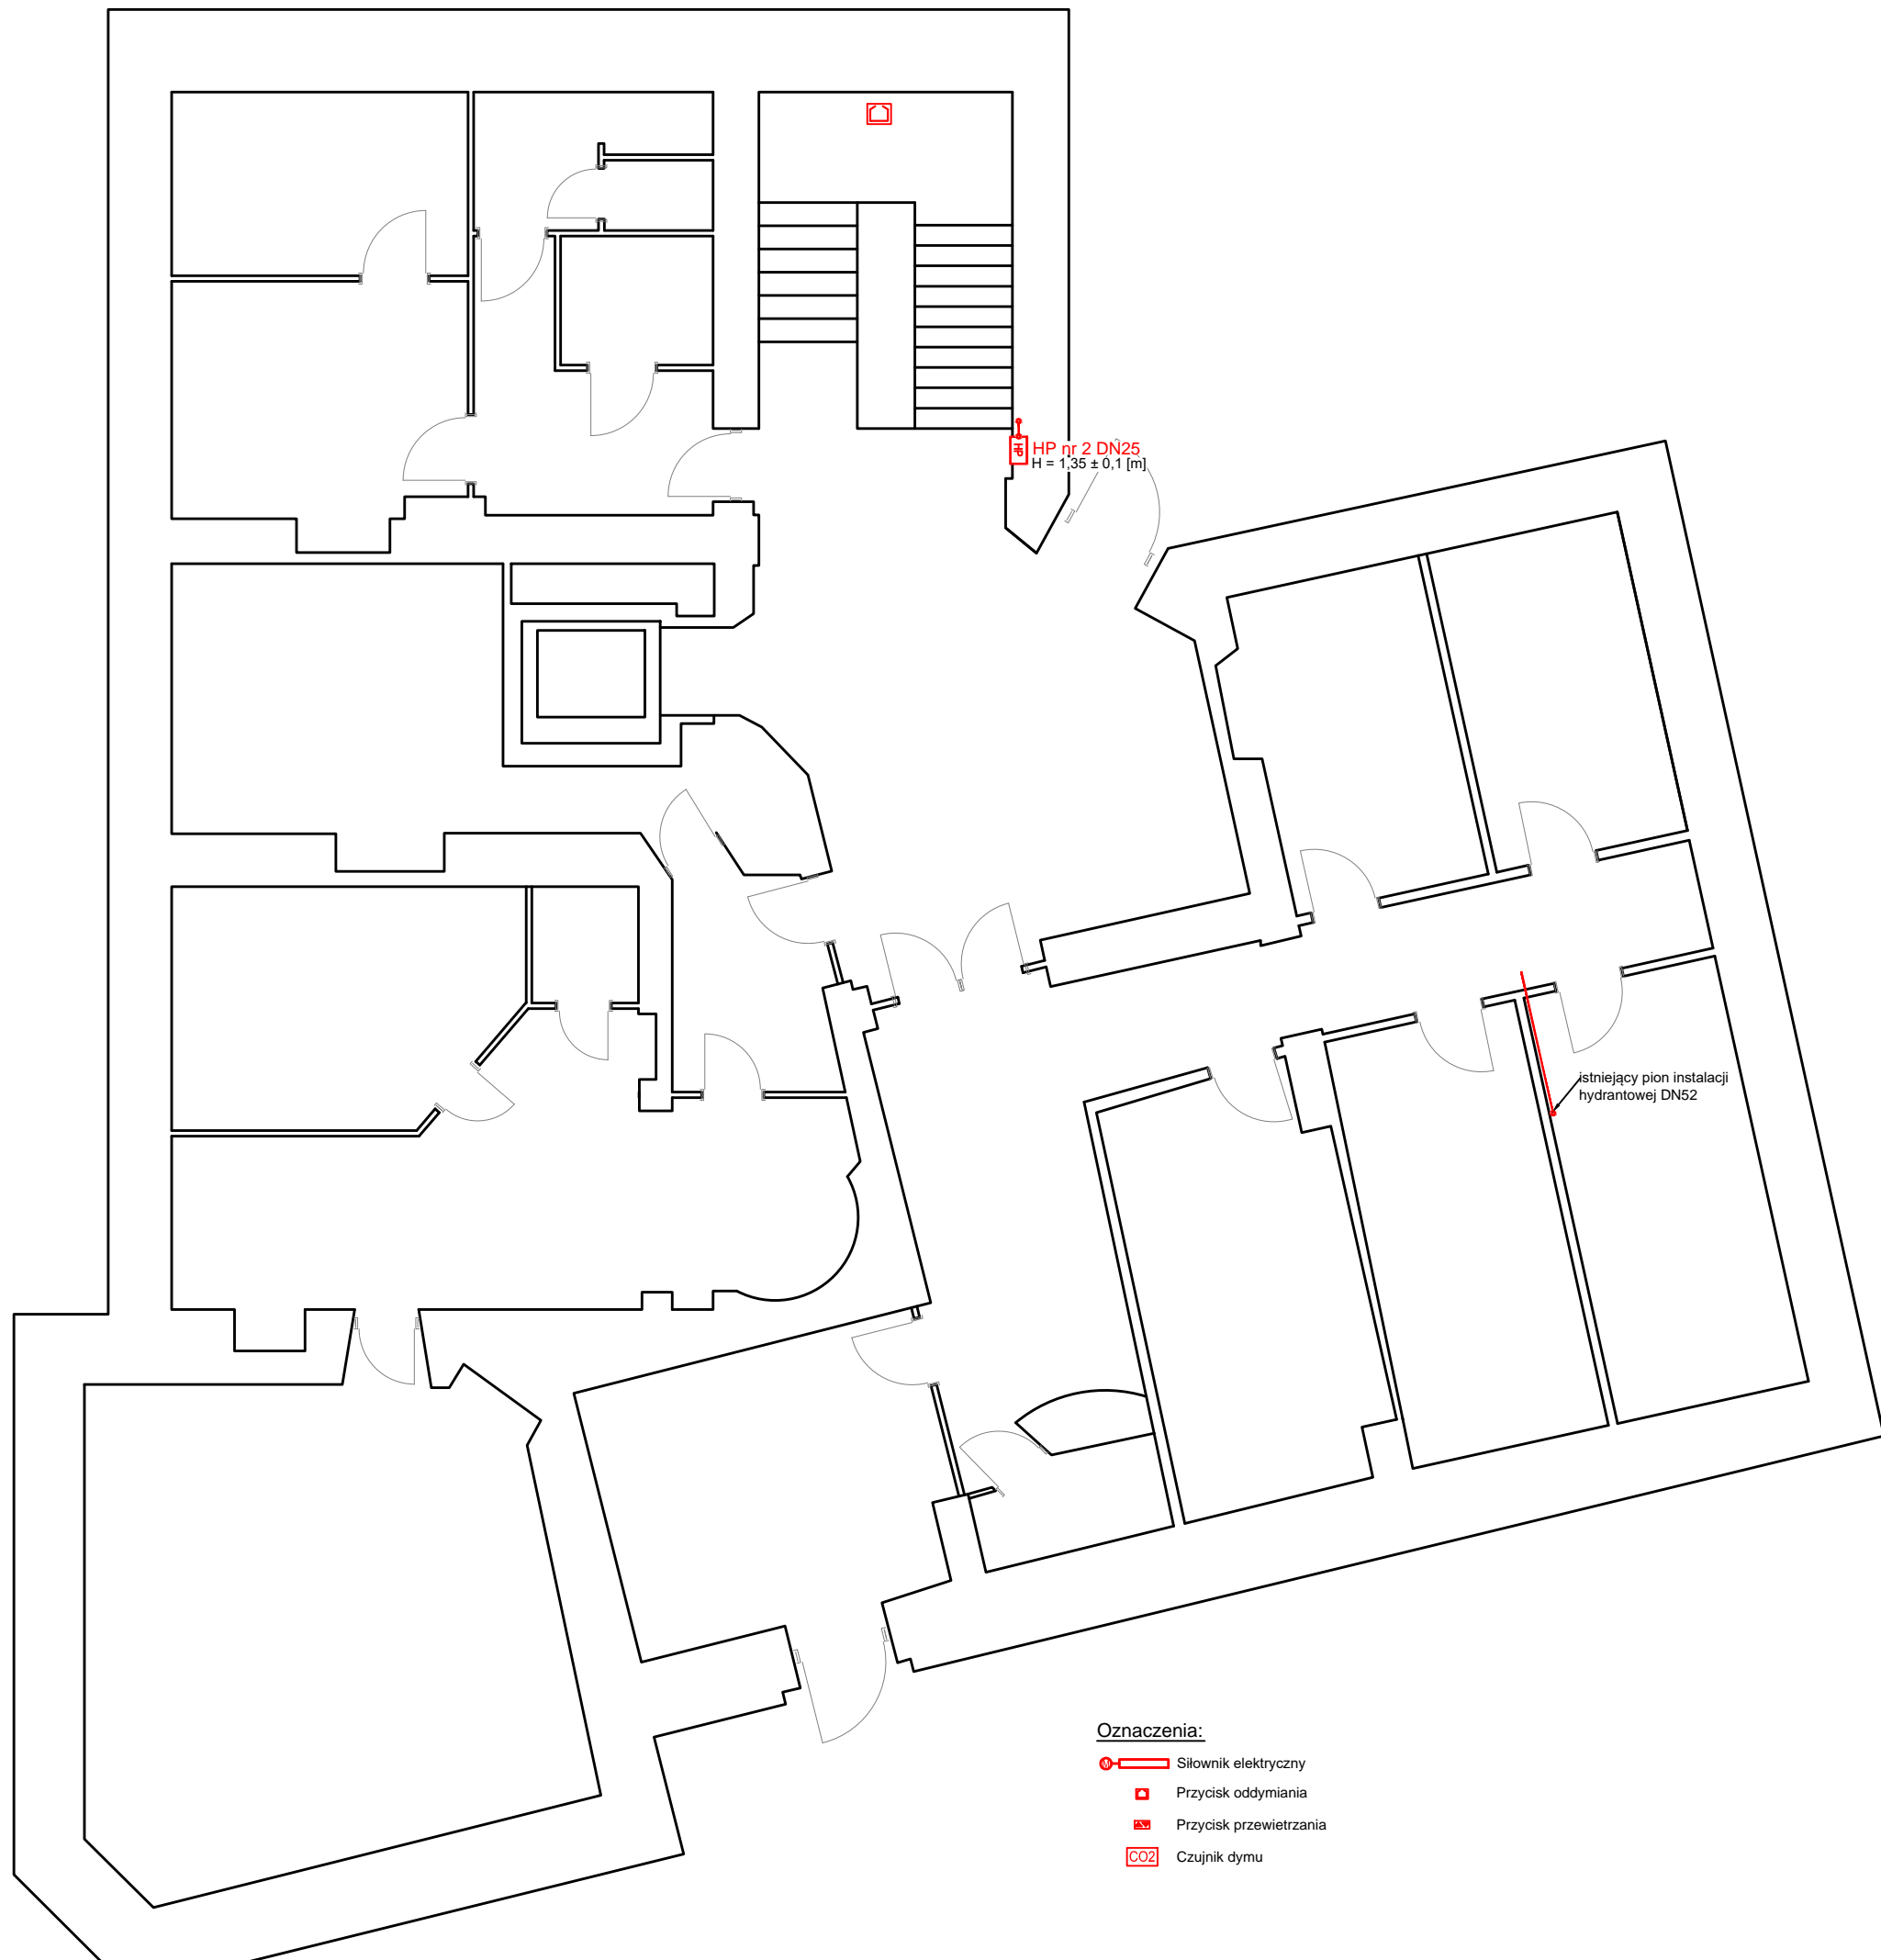 HP
HP nr 2 DN25
H = 1,35 ± 0,1 [m]
istniejący pion instalacji
hydrantowej DN52
Oznaczenia:
M
Siłownik elektryczny
Przycisk oddymiania
Przycisk przewietrzania
CO2
Czujnik dymu